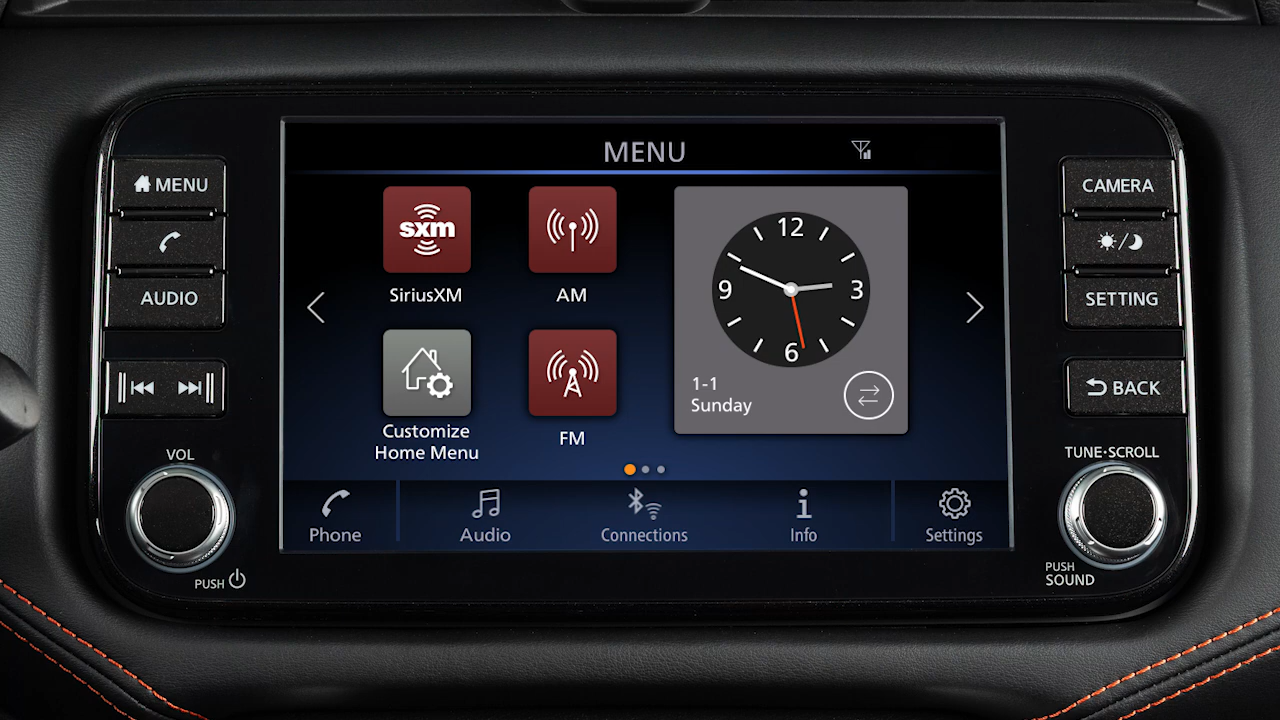 MENU
MENU
AUDIO
VOL
PUSH
sxm
SiriusXM
AM
Customize
Home Menu
FM
12
9
3
6
1-1
Sunday
Phone
Audio
Connections
Info
Settings
CAMERA
SETTING
BACK
TUNE·SCROLL
PUSH
SOUND